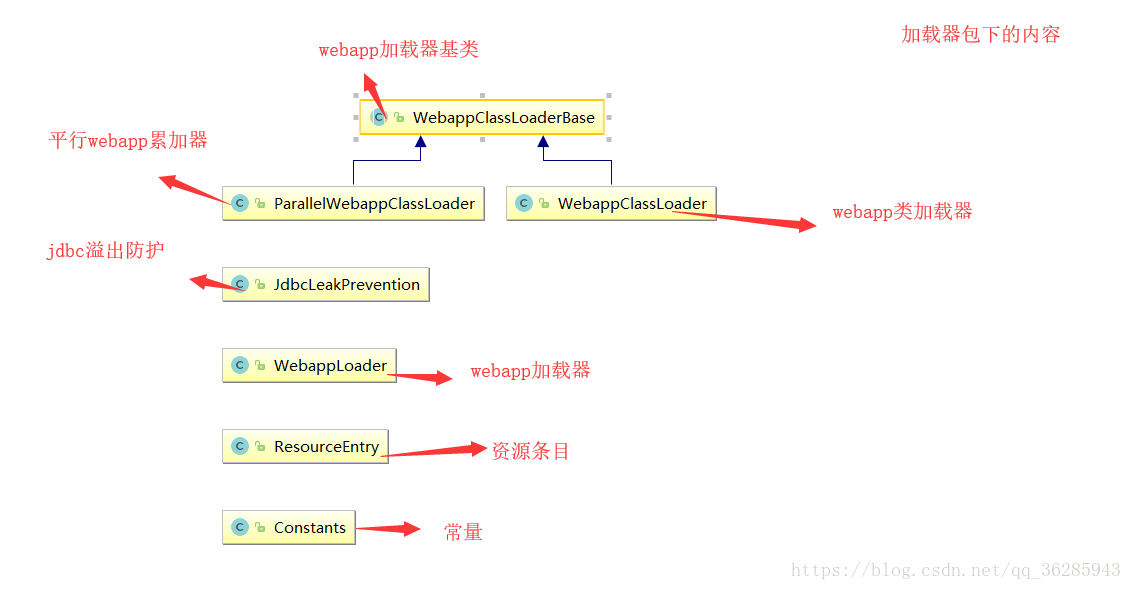 加载器包下的内容
webapp加载器基类
WebappClassLoaderBase
平行webapp累加器
ParallelWebappClassLoader
WebappClassLoader
webapp类加载器
jdbc溢出防护
JdbcLeakPrevention
WebappLoader
webapp加载器
ResourceEntry
资源条目
Constants
常量
https://blog.csdn.net/qq_36285943